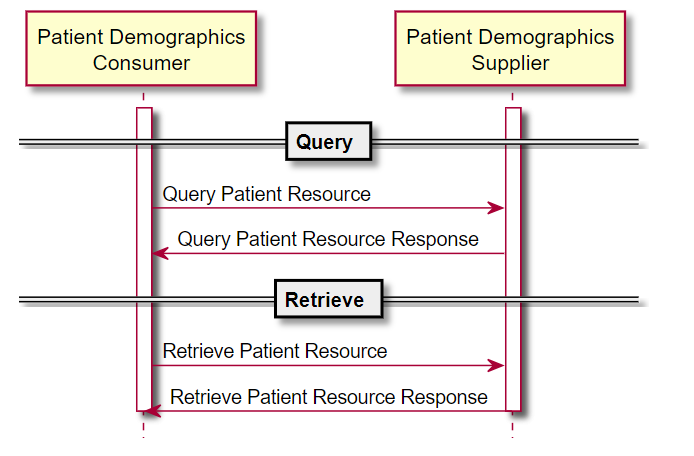 Patient Demographics
Consumer
Patient Demographics
Supplier
Query
Query Patient Resource
Query Patient Resource Response
Retrieve
Retrieve Patient Resource
Retrieve Patient Resource Response